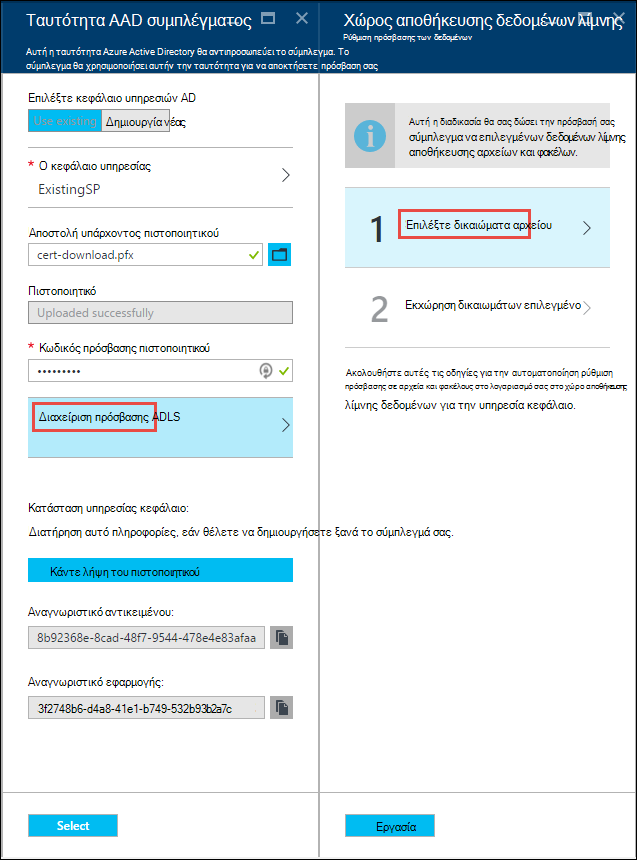 Ταυτότητα AAD συμπλέγματος
Αυτή η ταυτότητα Azure Active Directory θα αντιπροσωπεύει το σύμπλεγμα. Το
σύμπλεγμα θα χρησιμοποιήσει αυτήν την ταυτότητα για να αποκτήσετε πρόσβαση σας
Επιλέξτε κεφάλαιο υπηρεσιών AD
Use existing Δημιουργία νέας
* Ο κεφάλαιο υπηρεσίας
ExistingSP
Αποστολή υπάρχοντος πιστοποιητικού
cert-download.pfx
Πιστοποιητικό
Uploaded successfully
* Κωδικός πρόσβασης πιστοποιητικού
•••••••••
Διαχείριση πρόσβασης ADLS
Κατάσταση υπηρεσίας κεφάλαιο:
Διατήρηση αυτό πληροφορίες, εάν θέλετε να δημιουργήσετε ξανά το σύμπλεγμά σας.
Κάντε λήψη του πιστοποιητικού
Αναγνωριστικό αντικειμένου:
8b92368e-8cad-48f7-9544-478e4e83afaa
Αναγνωριστικό εφαρμογής:
3f2748b6-d4a8-41e1-b749-532b93b2a7c
Select
Χώρος αποθήκευσης δεδομένων λίμνης
Ρύθμιση πρόσβασης των δεδομένων
Αυτή η διαδικασία θα σας δώσει την πρόσβασή σας
σύμπλεγμα να επιλεγμένων δεδομένων λίμνης
αποθήκευσης αρχείων και φακέλων.
1 Επιλέξτε δικαιώματα αρχείου
2 Εκχώρηση δικαιωμάτων επιλεγμένο
Ακολουθήστε αυτές τις οδηγίες για την αυτοματοποίηση ρύθμιση
πρόσβασης σε αρχεία και φακέλους στο λογαριασμό σας στο χώρο αποθήκευσης
λίμνης δεδομένων για την υπηρεσία κεφάλαιο.
Εργασία